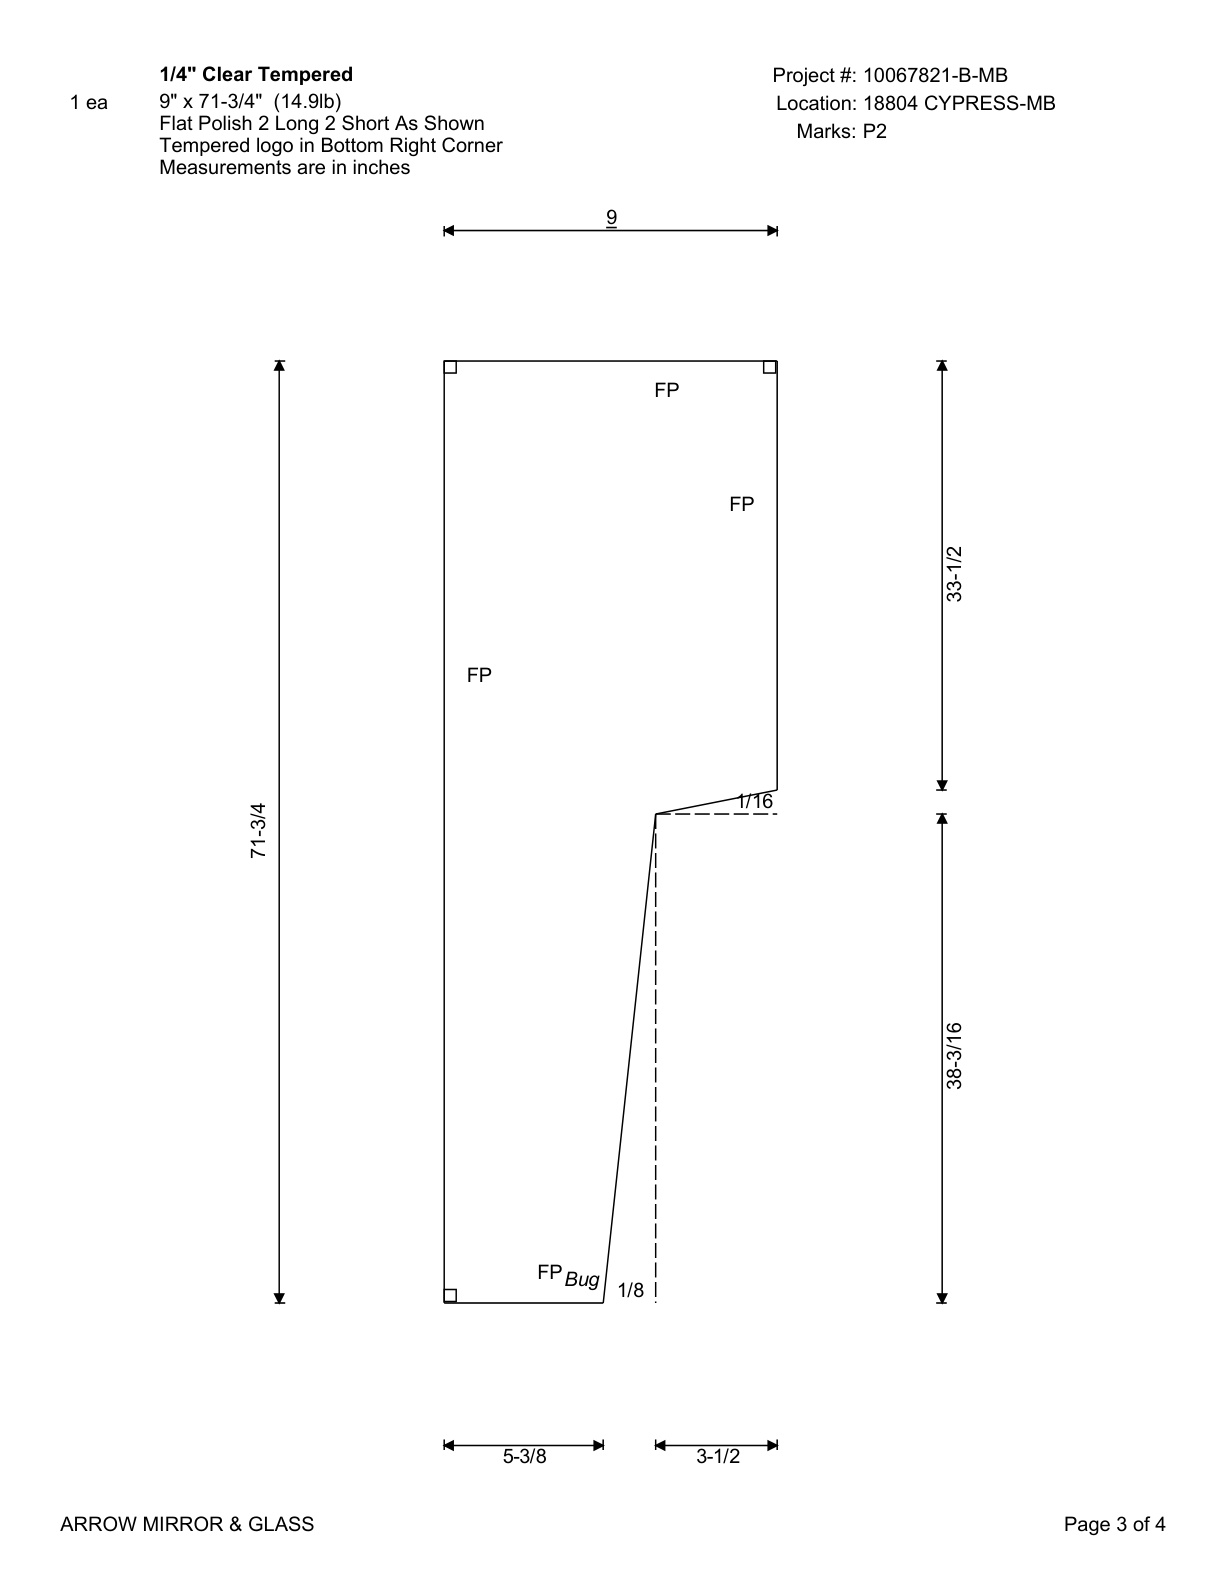 1/4" Clear Tempered
1 ea
9" x 71-3/4" (14.9lb)
Flat Polish 2 Long 2 Short As Shown
Tempered logo in Bottom Right Corner
Measurements are in inches
Project #: 10067821-B-MB
Location: 18804 CYPRESS-MB
Marks: P2
9
FP
FP
33-1/2
FP
1/16
71-3/4
38-3/16
FP Bug
1/8
5-3/8
3-1/2
ARROW MIRROR & GLASS
Page 3 of 4